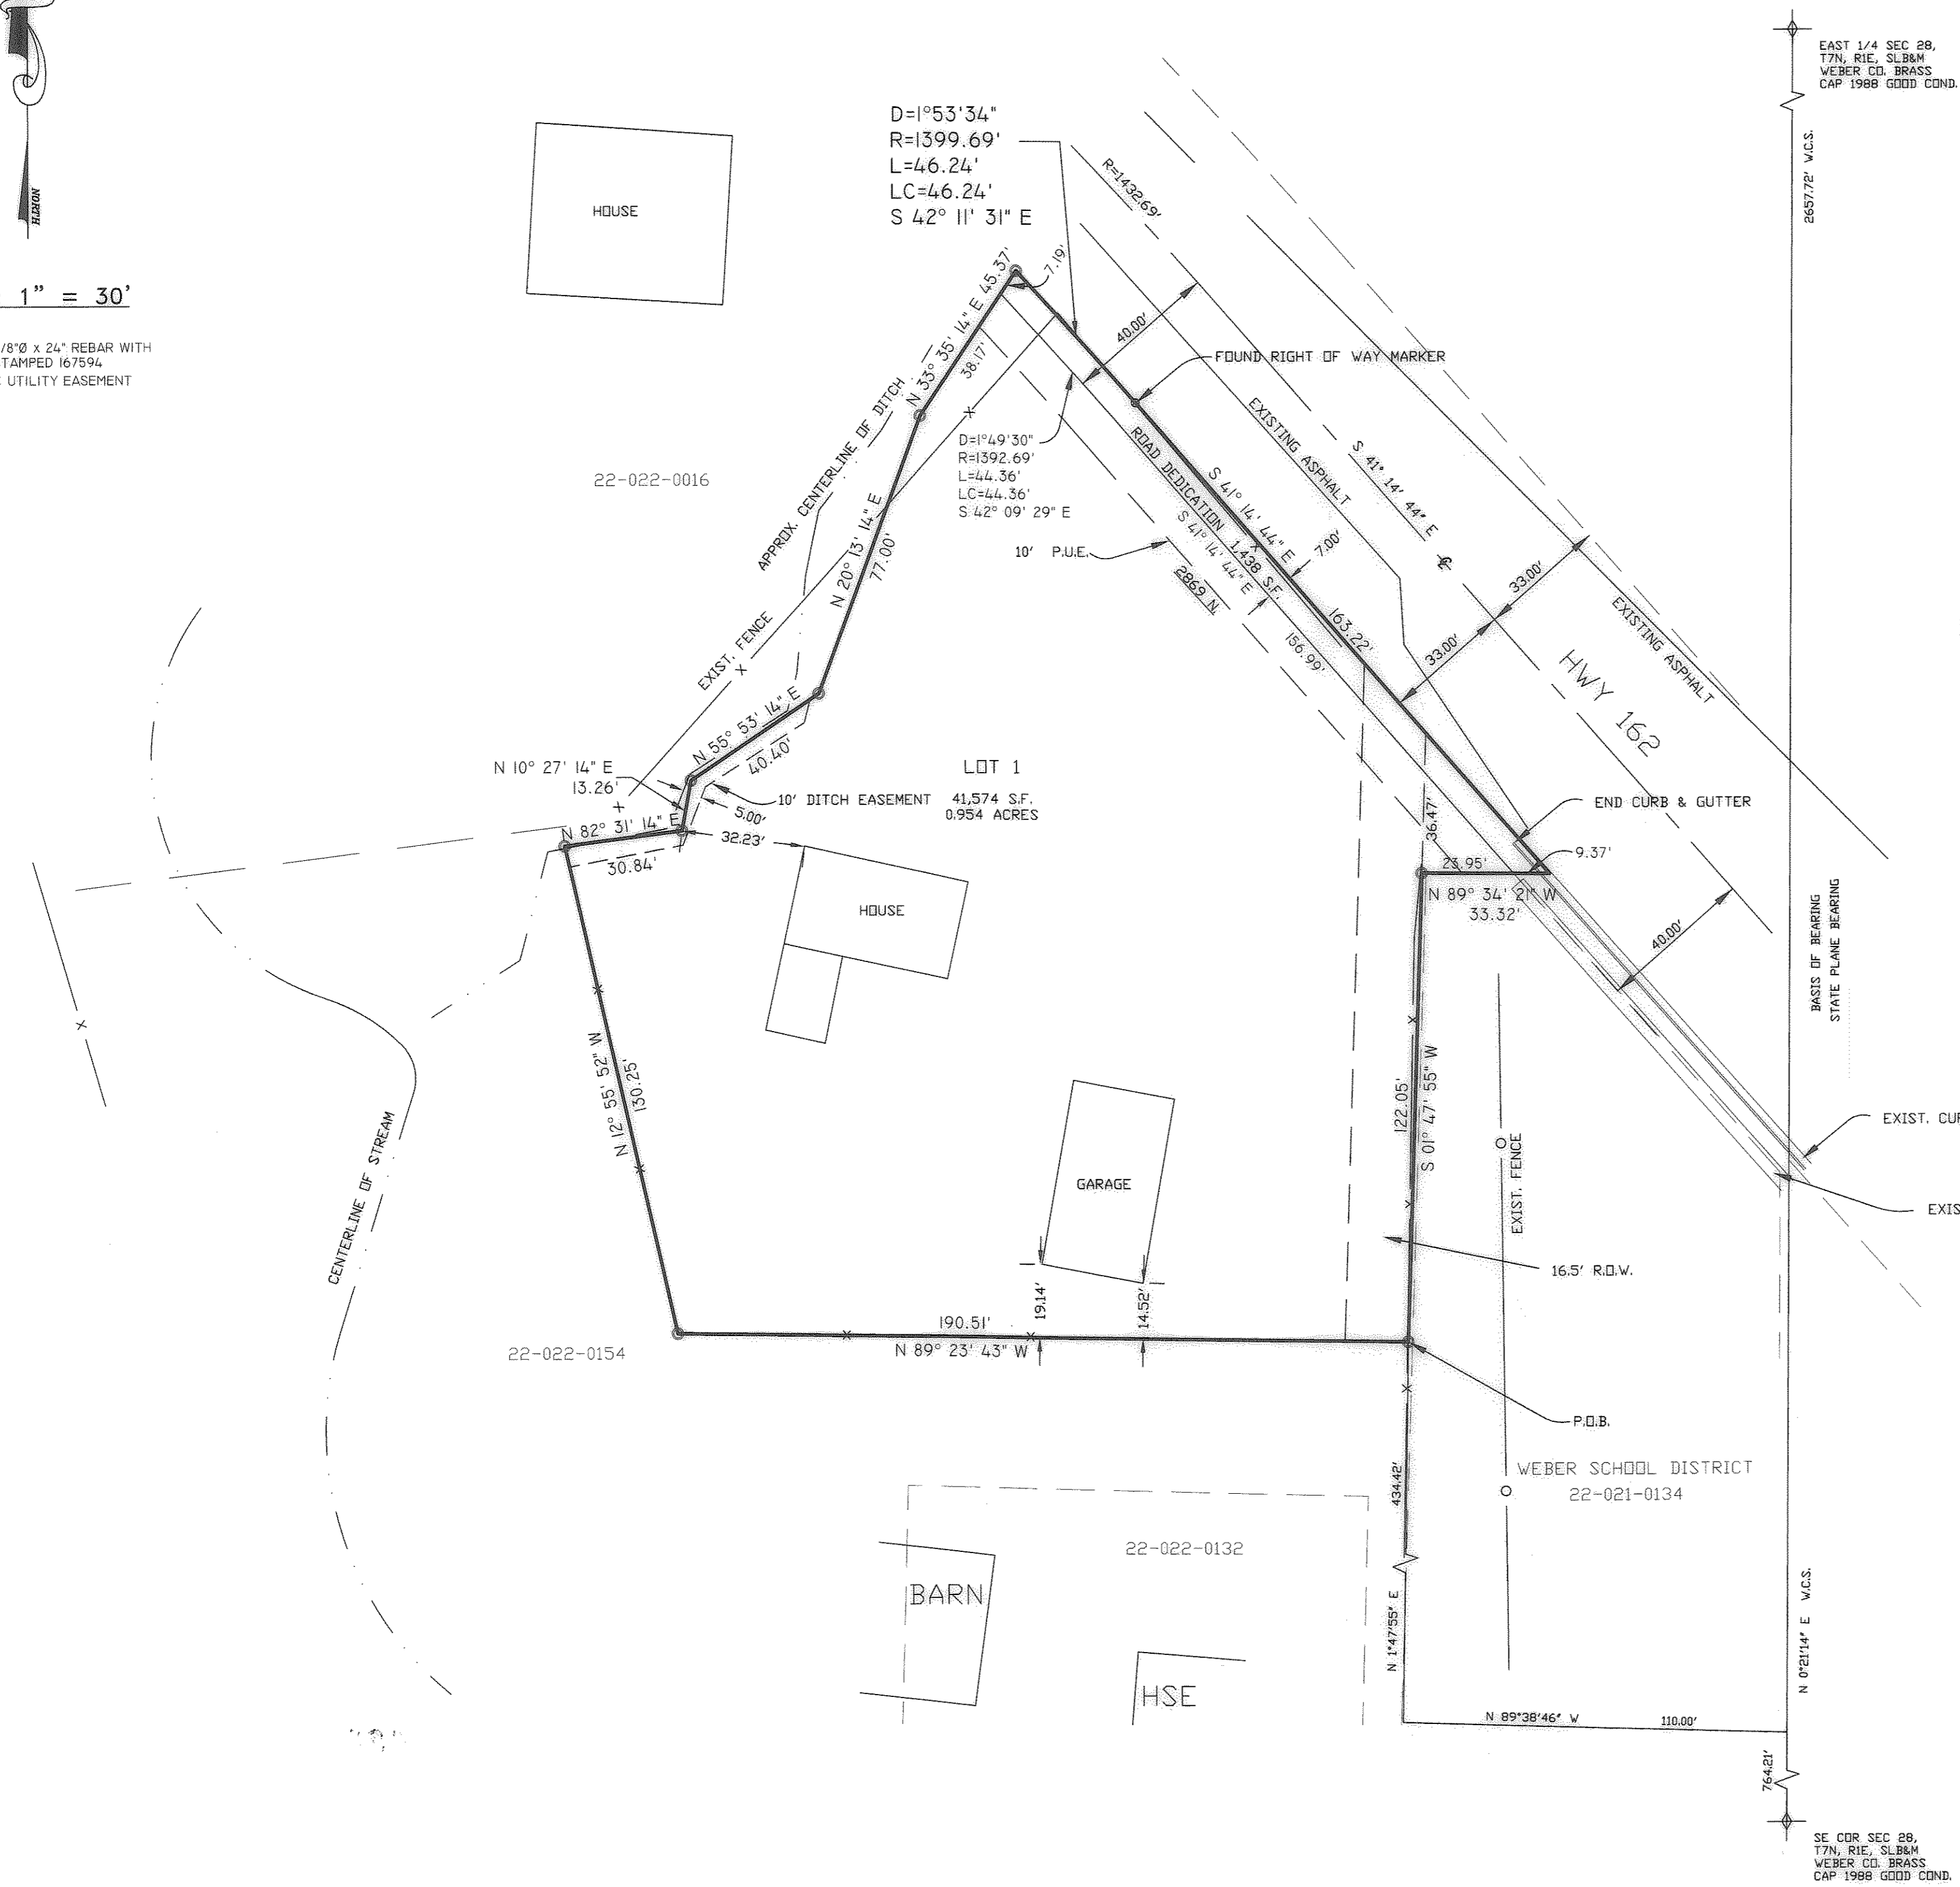 EAST 1/4 SEC 28,
T7N, R1E, SLB&M
WEBER CO. BRASS
CAP 1988 GOOD COND.
2657.72' W.C.S.
NORTH
1" = 30'
/8"Ø x 24" REBAR WITH
TAMPED 167594
UTILITY EASEMENT
HOUSE
D=1°53'34"
R=1399.69'
L=46.24'
LC=46.24'
S 42° 11' 31" E
R=1432.69'
7.19'
40.00'
FOUND RIGHT OF WAY MARKER
N 33° 35' 14" E 45.37'
38.17'
APPROX. CENTERLINE OF DITCH
D=1°49'30"
R=1392.69'
L=44.36'
LC=44.36'
S 42° 09' 29" E
22-022-0016
EXISTING ASPHALT
S 41° 14' 44" E
ROAD DEDICATION 1,438 S.F.
S 41° 14' 44" E
S 41° 14' 44" E
7.00'
163.22'
156.99'
10' P.U.E.
2869 N.
33.00'
33.00'
EXISTING ASPHALT
HWY 162
N 20° 13' 14" E
77.00'
EXIST. FENCE
N 55° 53' 14" E
40.40'
N 10° 27' 14" E
13.26'
LOT 1
41,574 S.F.
0.954 ACRES
10' DITCH EASEMENT
5.00'
N 82° 31' 14" E
30.84'
32.23'
HOUSE
36.47'
END CURB & GUTTER
9.37'
23.95'
N 89° 34' 21" W
33.32'
40.00'
BASIS OF BEARING
STATE PLANE BEARING
N 12° 55' 52" W
130.25'
CENTERLINE OF STREAM
122.05'
S 01° 47' 55" W
EXIST. FENCE
EXIST. CU
EXIS
GARAGE
19.14'
14.52'
16.5' R.O.W.
190.51'
N 89° 23' 43" W
22-022-0154
P.O.B.
WEBER SCHOOL DISTRICT
22-021-0134
434.42'
22-022-0132
BARN
HSE
N 1°47'55" E
N 0°21'14" E W.C.S.
N 89°38'46" W
110.00'
764.21'
SE COR SEC 28,
T7N, R1E, SLB&M
WEBER CO. BRASS
CAP 1988 GOOD COND.